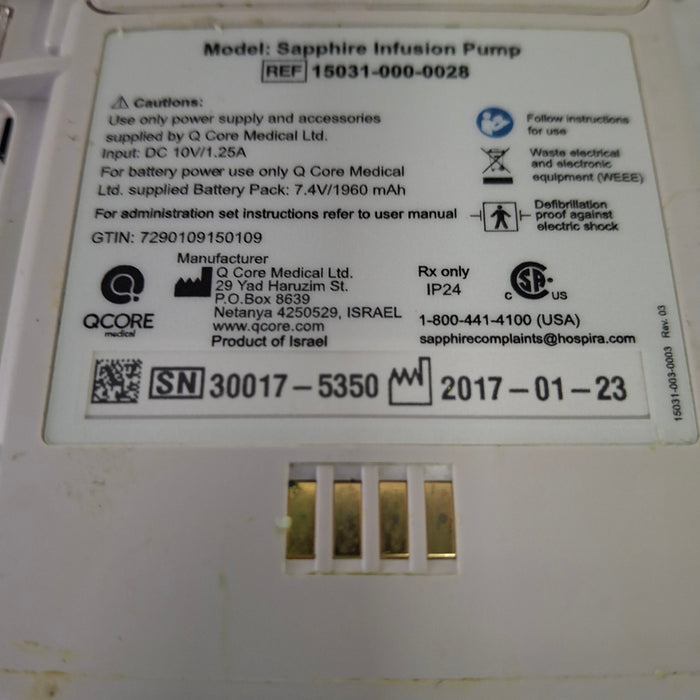 Model: Sapphire Infusion Pump
REF 15031-000-0028
Cautions:
Use only power supply and accessories
supplied by Q Core Medical Ltd.
Input: DC 10V/1.25A
For battery power use only Q Core Medical
Ltd. supplied Battery Pack: 7.4V/1960 mAh
For administration set instructions refer to user manual
GTIN: 7290109150109
Follow instructions
for use
Waste electrical
and electronic
equipment (WEEE)
Defibrillation
proof against
electric shock
QCORE
medical
Manufacturer
Q Core Medical Ltd.
29 Yad Haruzim St.
P.O.Box 8639
Netanya 4250529, ISRAEL
www.qcore.com
Product of Israel
Rx only
IP24
C SA US
1-800-441-4100 (USA)
sapphirecomplaints@hospira.com
SN 30017-5350 2017-01-23
15031-003-0003 Rev. 03